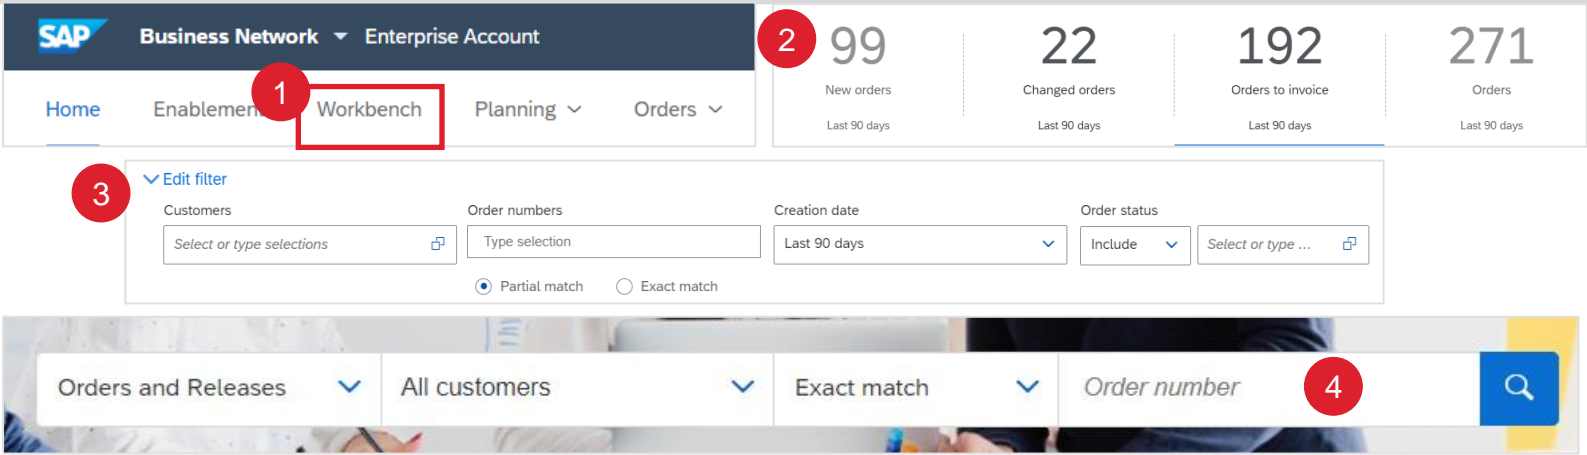 SAP Business Network Enterprise Account
1
Home Enablemen Workbench Planning Orders
2
99 22 192 271
New orders Changed orders Orders to invoice Orders
Last 90 days Last 90 days Last 90 days Last 90 days
3
Edit filter
Customers Order numbers Creation date Order status
Select or type selections Type selection Last 90 days Include Select or type ...
Partial match Exact match
Orders and Releases All customers Exact match Order number 4